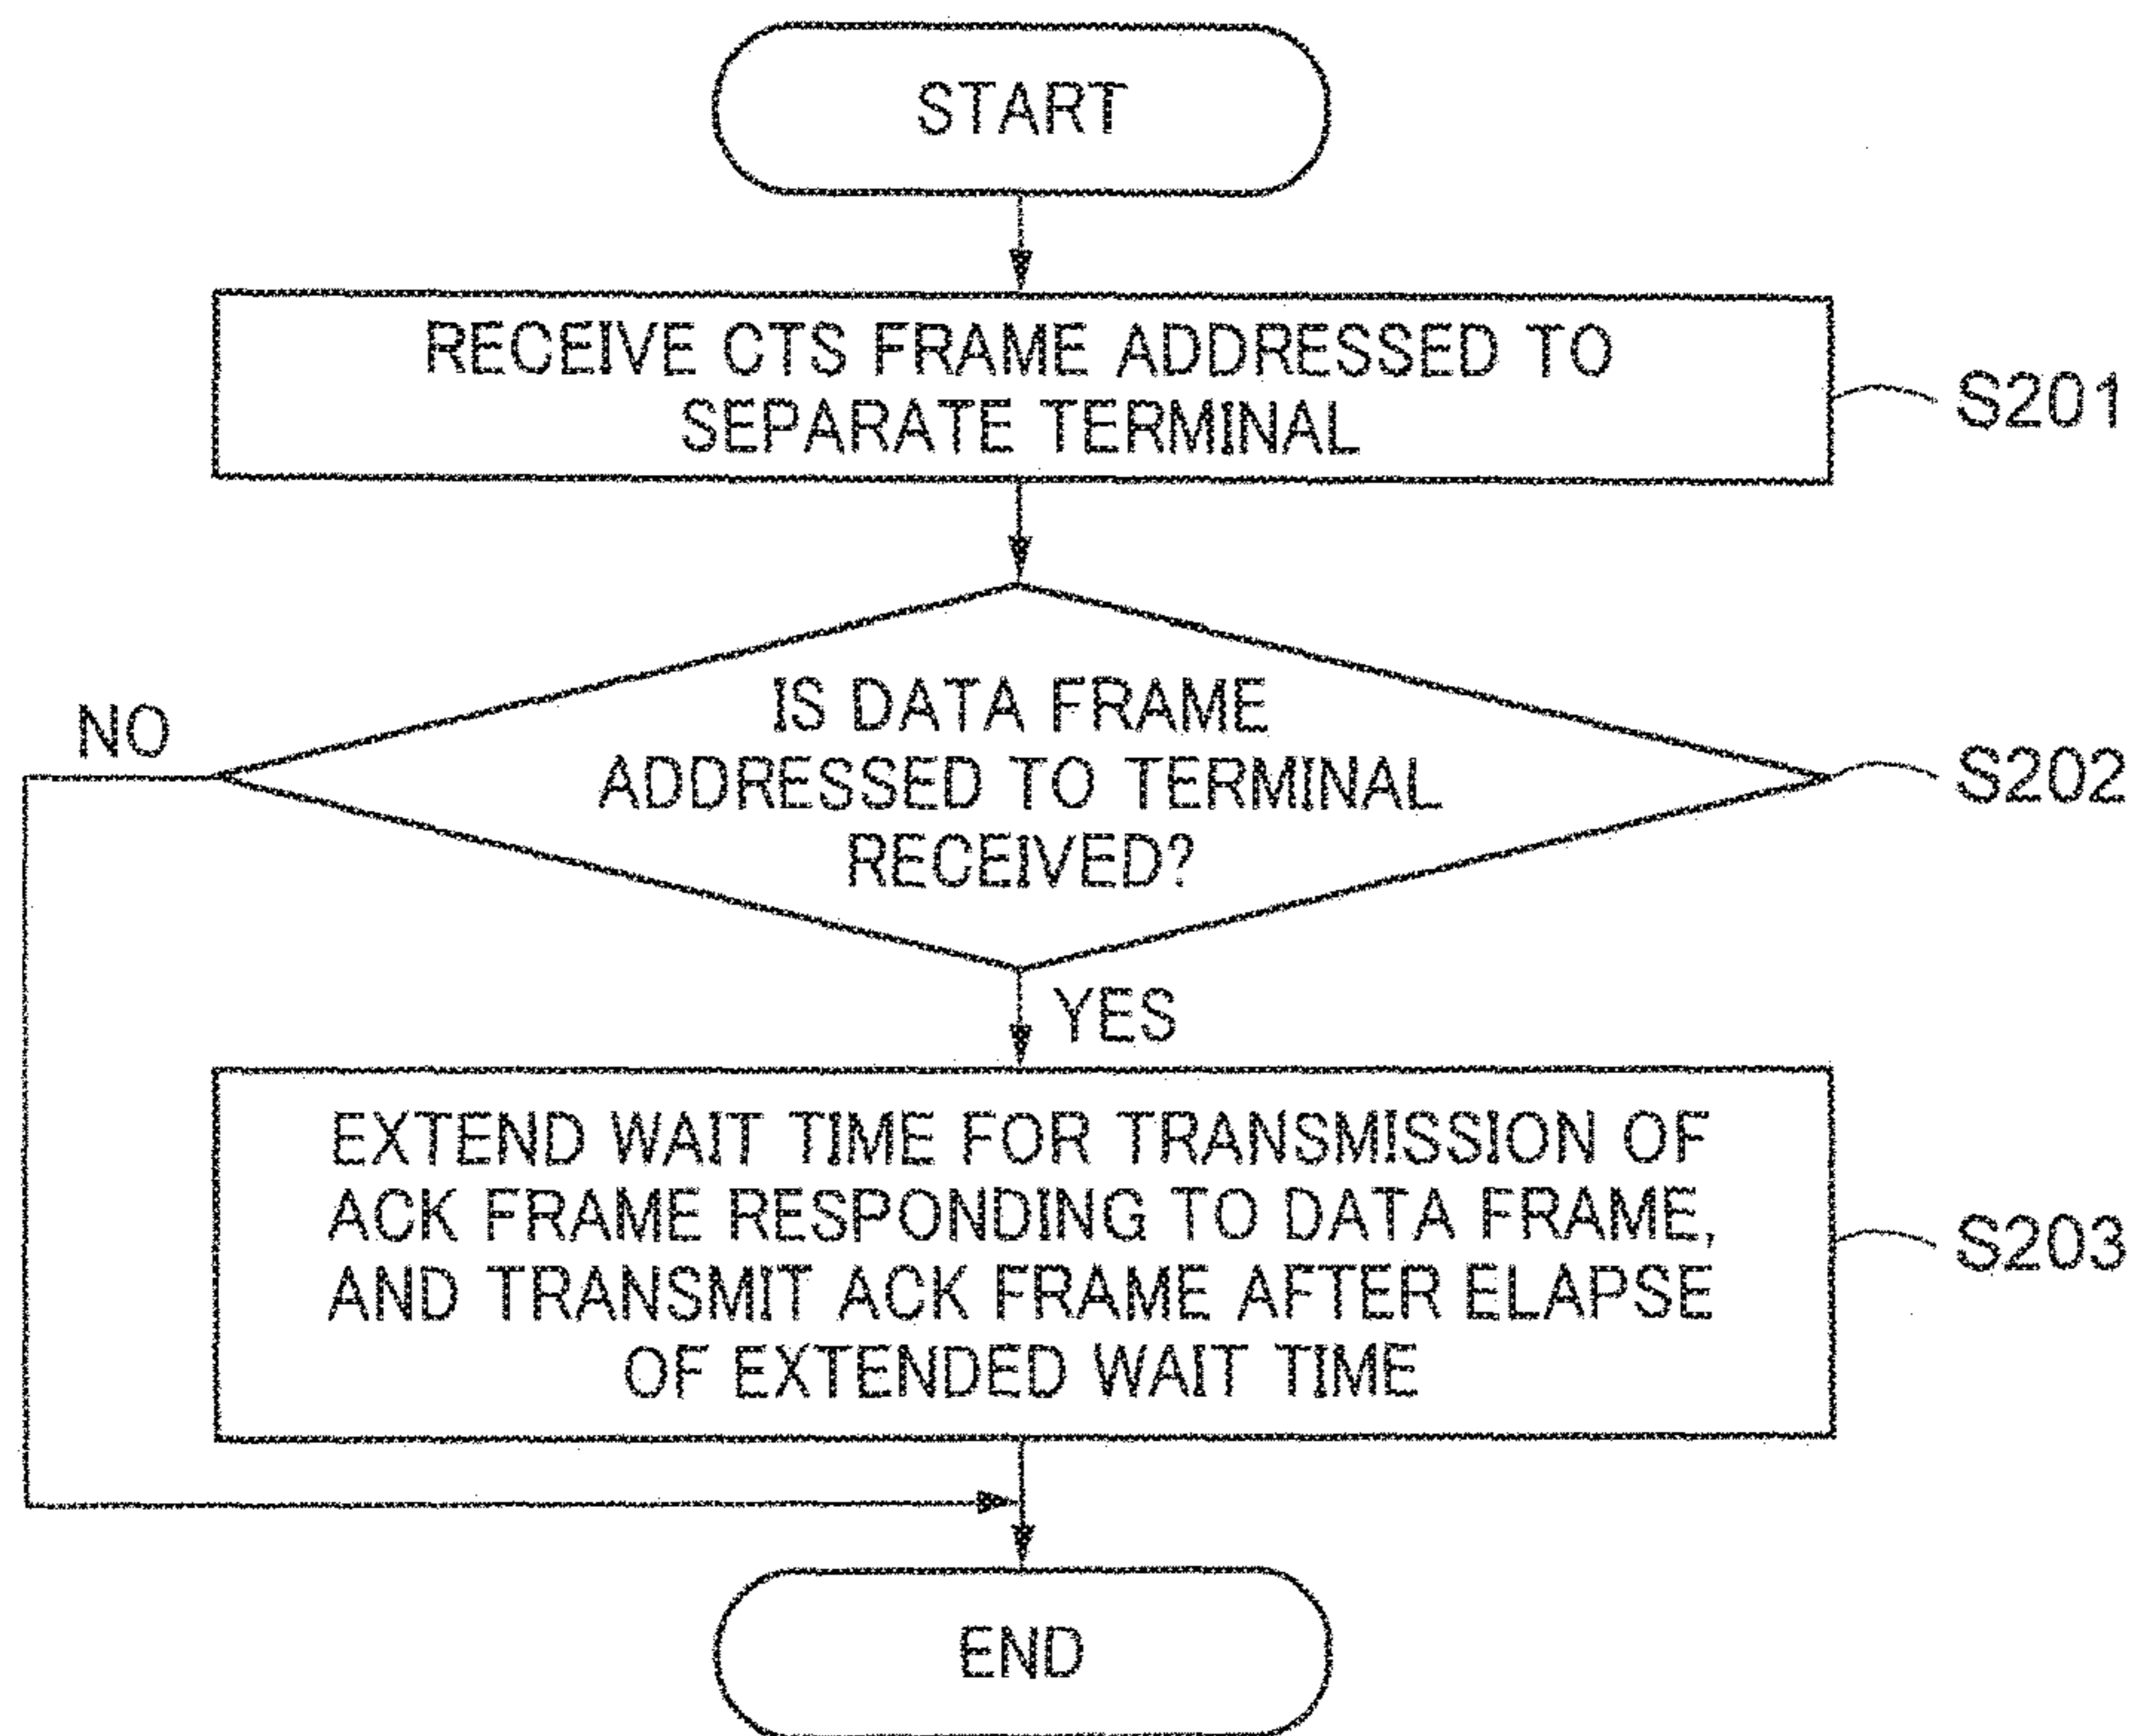 START
RECEIVE CTS FRAME ADDRESSED TO
SEPARATE TERMINAL
S201
IS DATA FRAME
ADDRESSED TO TERMINAL
RECEIVED?
NO
S202
YES
EXTEND WAIT TIME FOR TRANSMISSION OF
ACK FRAME RESPONDING TO DATA FRAME,
AND TRANSMIT ACK FRAME AFTER ELAPSE
OF EXTENDED WAIT TIME
S203
END